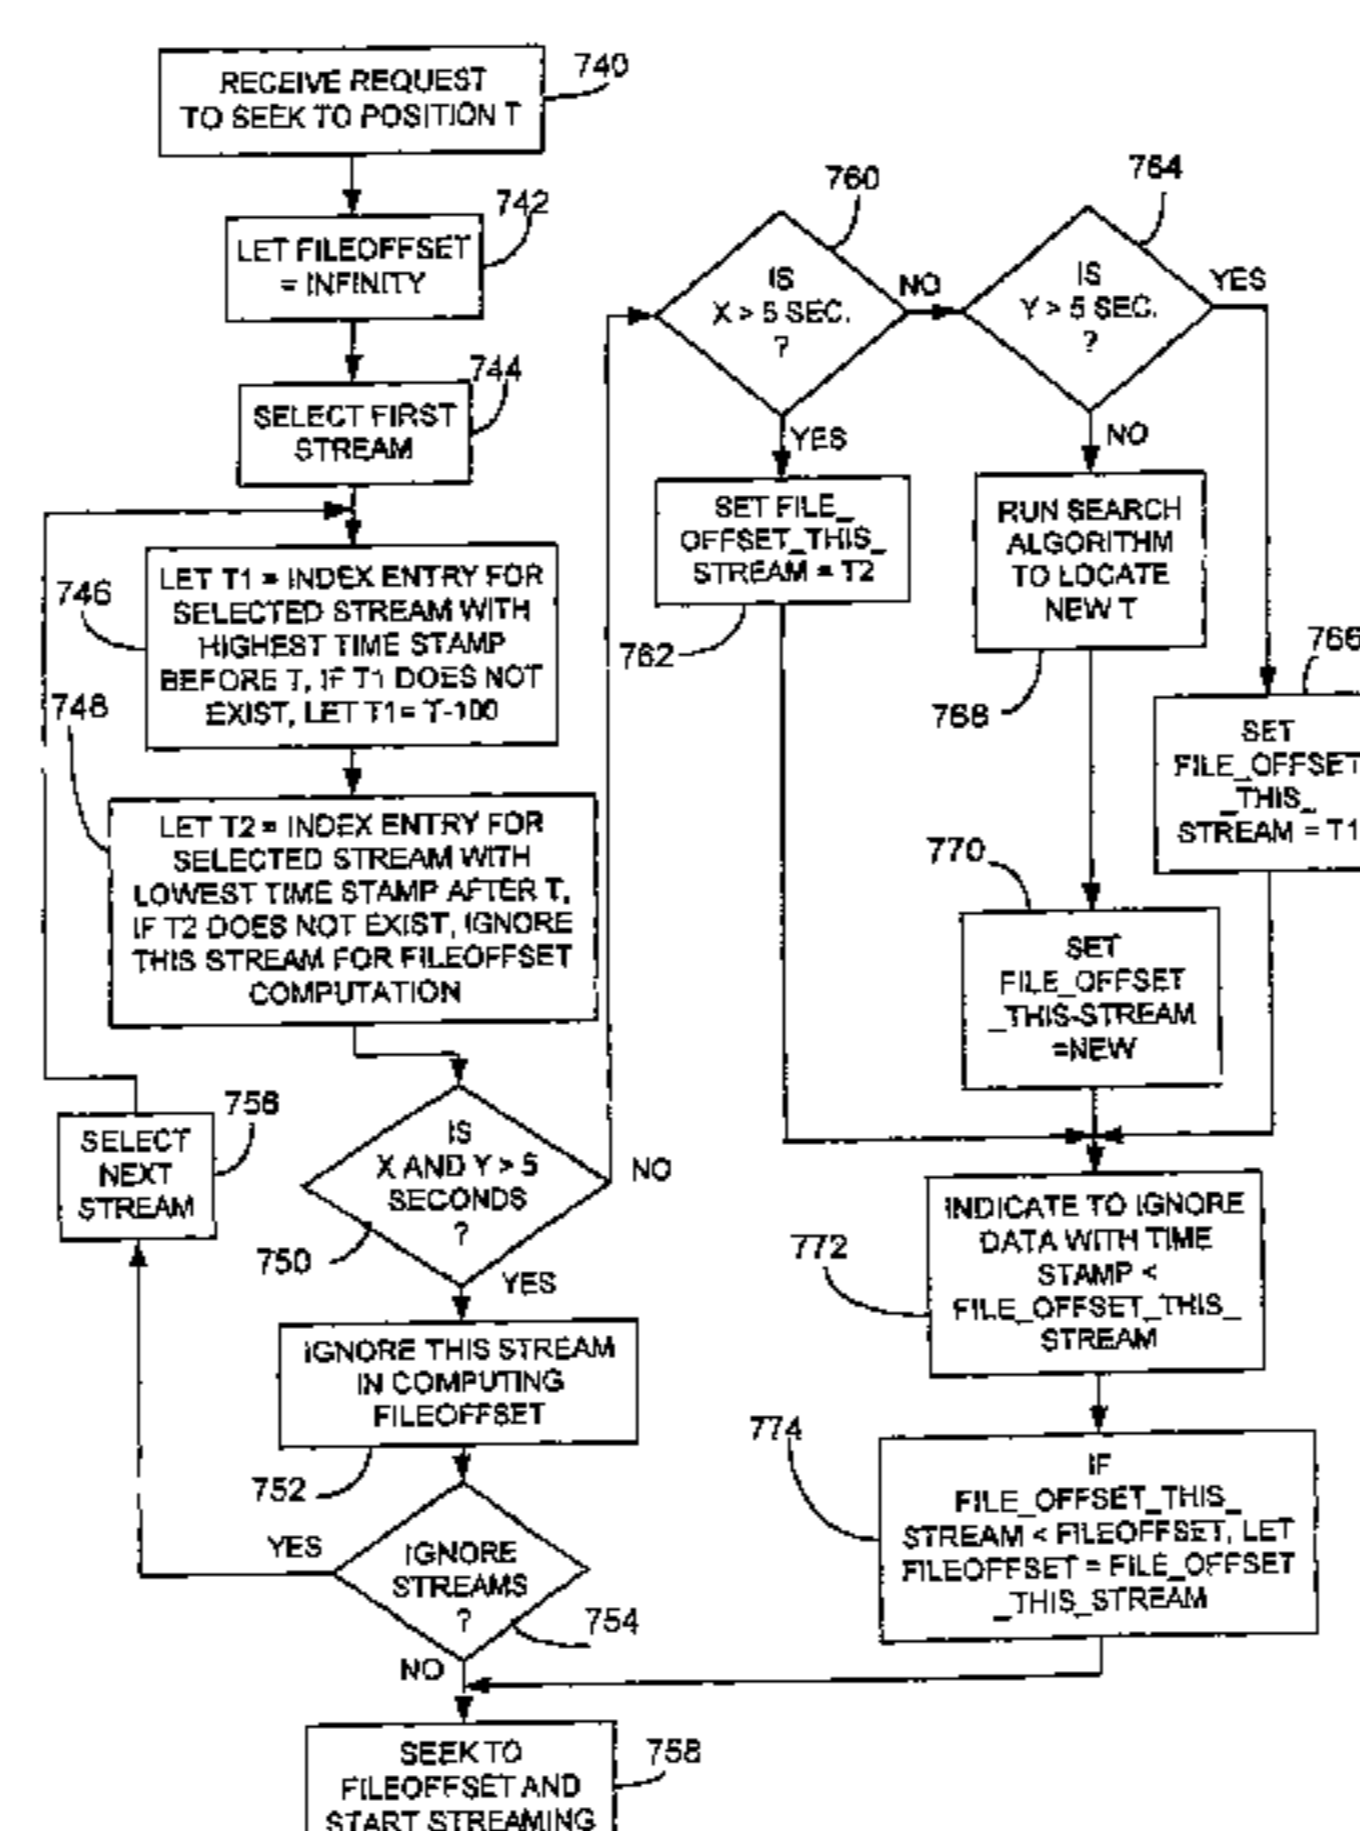 740
RECEIVE REQUEST
TO SEEK TO POSITION T
742
LET FILEOFFSET
= INFINITY
744
SELECT FIRST
STREAM
746
LET T1 = INDEX ENTRY FOR
SELECTED STREAM WITH
HIGHEST TIME STAMP
BEFORE T, IF T1 DOES NOT
EXIST, LET T1= T-100
748
LET T2 = INDEX ENTRY FOR
SELECTED STREAM WITH
LOWEST TIME STAMP AFTER T,
IF T2 DOES NOT EXIST, IGNORE
THIS STREAM FOR FILEOFFSET
COMPUTATION
756
SELECT
NEXT
STREAM
IS
X AND Y > 5
SECONDS
?
NO
750
YES
IGNORE THIS STREAM
IN COMPUTING
FILEOFFSET
752
YES
IGNORE
STREAMS
?
754
NO
SEEK TO
FILEOFFSET AND
START STREAMING
758
760
IS
X > 5 SEC.
?
NO
YES
SET FILE_
OFFSET_THIS_
STREAM = T2
762
764
IS
Y > 5 SEC.
?
YES
NO
RUN SEARCH
ALGORITHM
TO LOCATE
NEW T
768
766
SET
FILE_OFFSET
_THIS_
STREAM = T1
770
SET
FILE_OFFSET
_THIS-STREAM
=NEW
772
INDICATE TO IGNORE
DATA WITH TIME
STAMP <
FILE_OFFSET_THIS_
STREAM
774
IF
FILE_OFFSET_THIS_
STREAM < FILEOFFSET, LET
FILEOFFSET = FILE_OFFSET
_THIS_STREAM